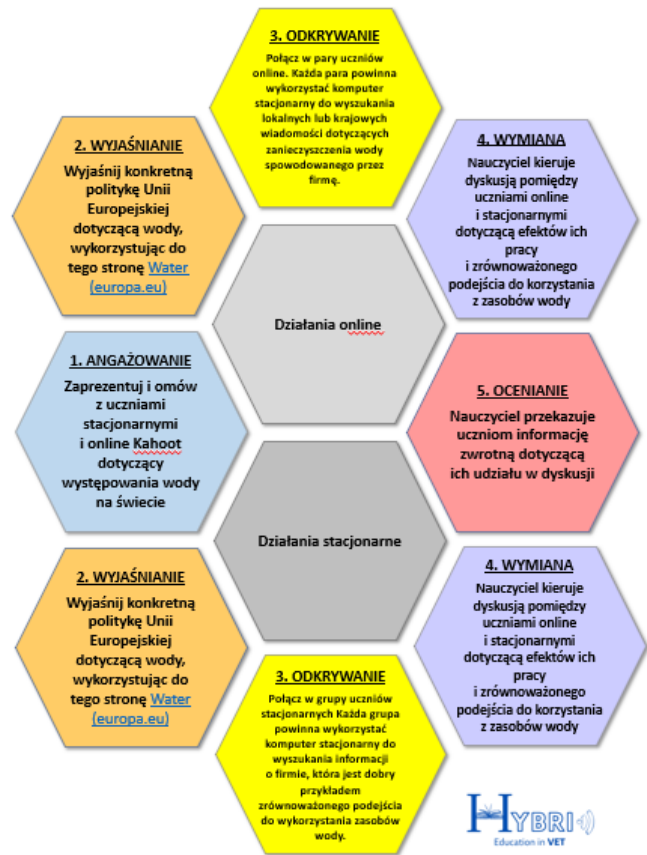 3. ODKRYWANIE
Połącz w pary uczniów
online. Każda para powinna
wykorzystać komputer
stacjonarny do wyszukania
lokalnych lub krajowych
wiadomości dotyczących
zanieczyszczenia wody
spowodowanego przez
firmę.
2. WYJAŚNIANIE
Wyjaśnij konkretną
politykę Unii
Europejskiej
dotyczącą wody,
wykorzystując do
tego stronę Water
(europa.eu)
4. WYMIANA
Nauczyciel kieruje
dyskusją pomiędzy
uczniami online
i stacjonarnymi
dotyczącą efektów ich
pracy
i zrównoważonego
podejścia do korzystania
z zasobów wody
Działania online
1. ANGAŻOWANIE
Zaprezentuj i omów
z uczniami
stacjonarnymi
i online Kahoot
dotyczący
występowania wody
na świecie
5. OCENIANIE
Nauczyciel przekazuje
uczniom informację
zwrotną dotyczącą
ich udziału w dyskusji
Działania stacjonarne
2. WYJAŚNIANIE
Wyjaśnij konkretną
politykę Unii
Europejskiej
dotyczącą wody,
wykorzystując do
tego stronę Water
(europa.eu)
4. WYMIANA
Nauczyciel kieruje
dyskusją pomiędzy
uczniami online
i stacjonarnymi
dotyczącą efektów ich
pracy
i zrównoważonego
podejścia do korzystania
z zasobów wody
3. ODKRYWANIE
Połącz w grupy uczniów
stacjonarnych Każda grupa
powinna wykorzystać
komputer stacjonarny do
wyszukania informacji
o firmie, która jest dobry
przykładem
zrównoważonego podejścia
do wykorzystania zasobów
wody.
HYBRI
Education in VET